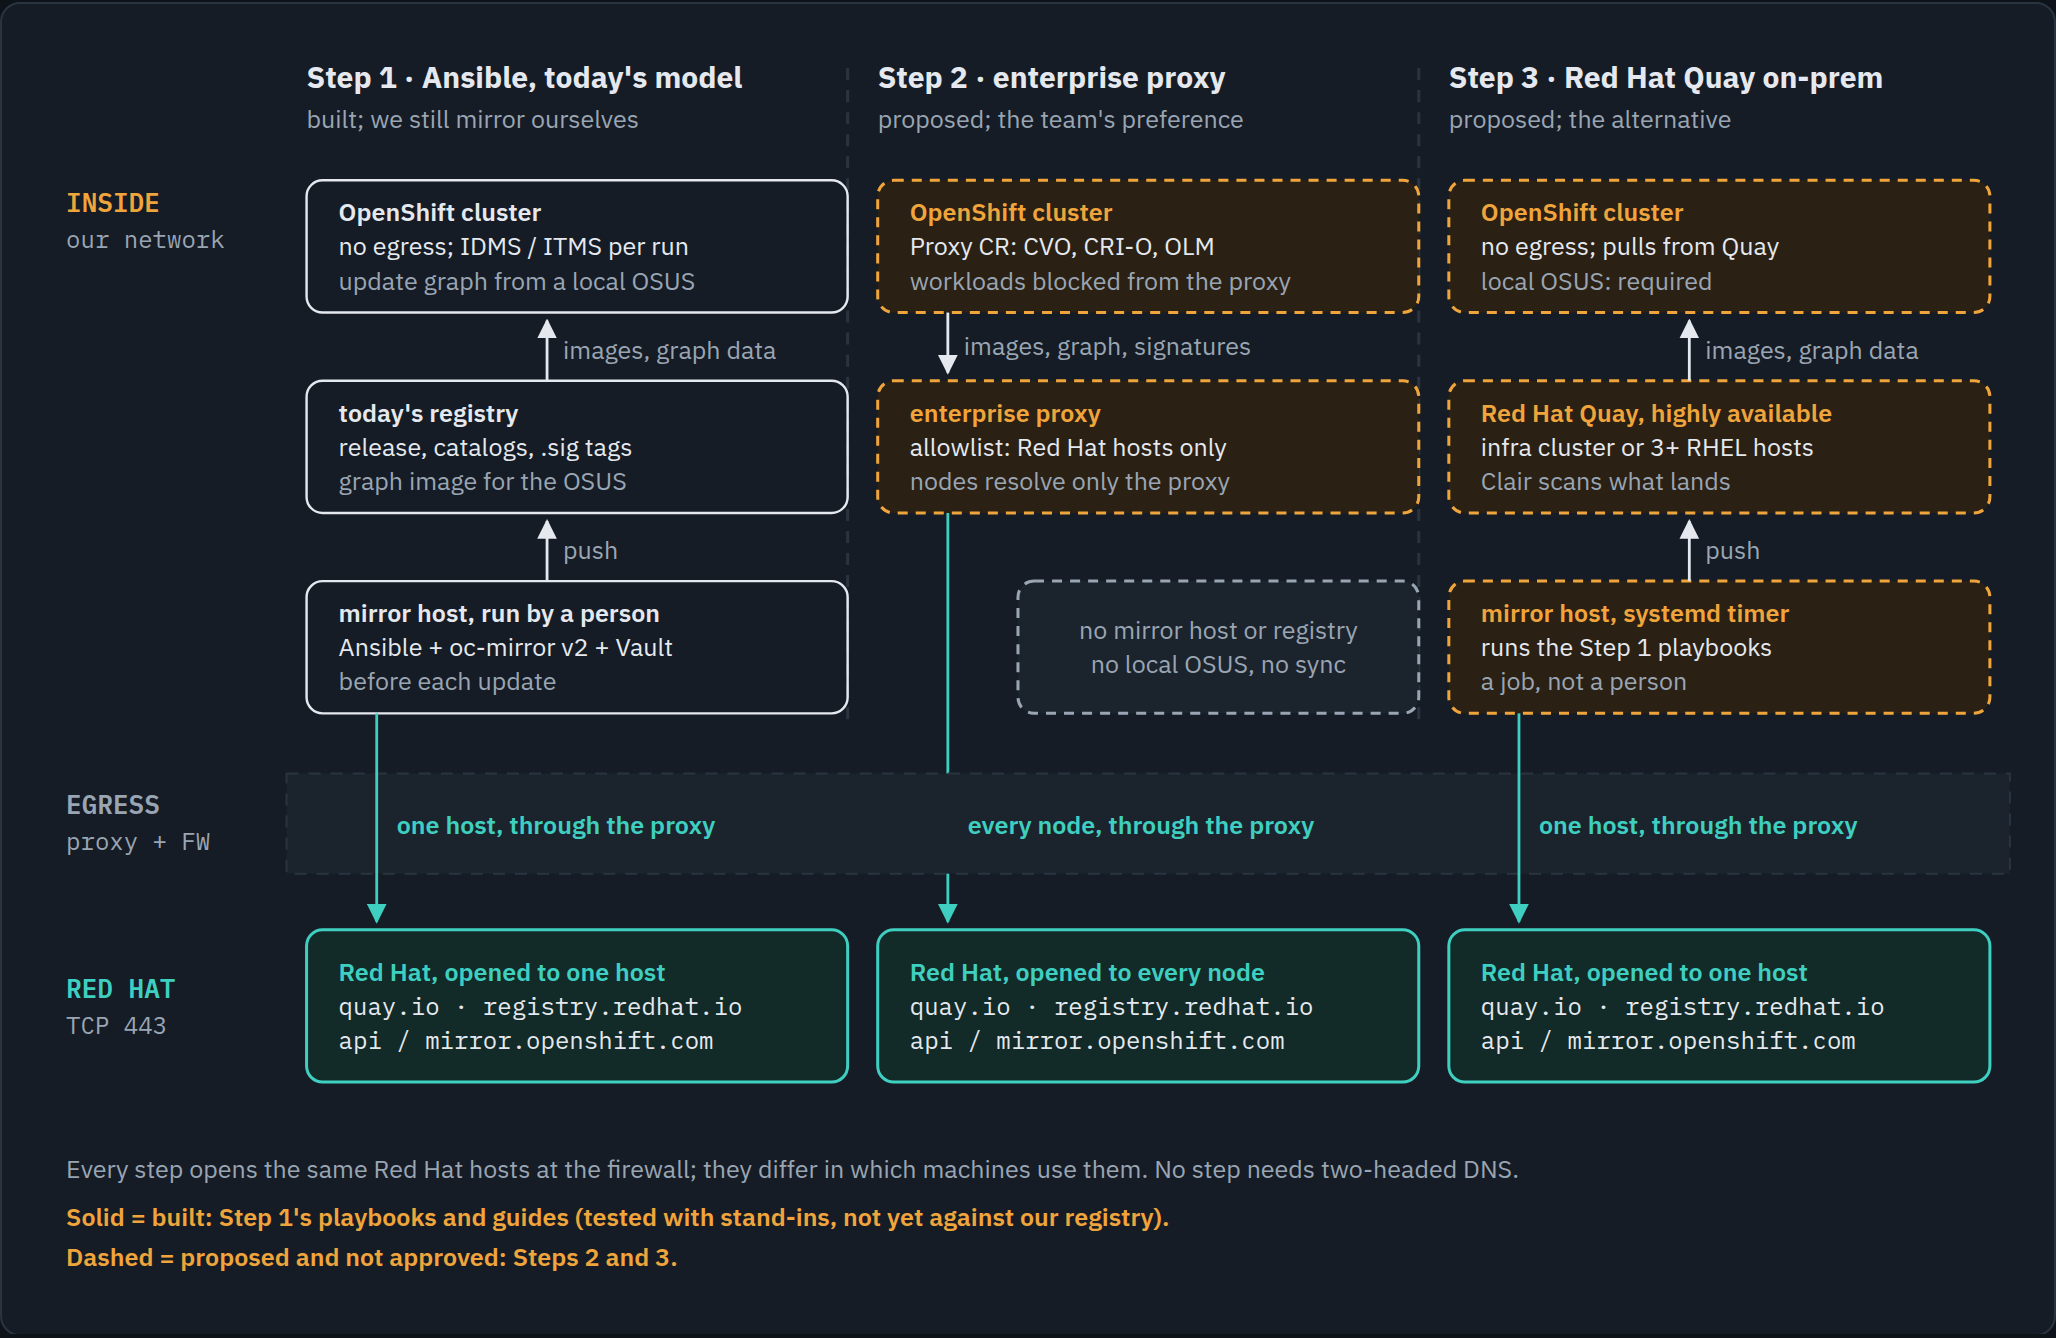 Step 1 · Ansible, today's model
built; we still mirror ourselves
Step 2 · enterprise proxy
proposed; the team's preference
Step 3 · Red Hat Quay on-prem
proposed; the alternative
INSIDE
our network
OpenShift cluster
no egress; IDMS / ITMS per run
update graph from a local OSUS
OpenShift cluster
Proxy CR: CVO, CRI-O, OLM
workloads blocked from the proxy
OpenShift cluster
no egress; pulls from Quay
local OSUS: required
images, graph data
images, graph, signatures
images, graph data
today's registry
release, catalogs, .sig tags
graph image for the OSUS
enterprise proxy
allowlist: Red Hat hosts only
nodes resolve only the proxy
Red Hat Quay, highly available
infra cluster or 3+ RHEL hosts
Clair scans what lands
push
push
mirror host, run by a person
Ansible + oc-mirror v2 + Vault
before each update
no mirror host or registry
no local OSUS, no sync
mirror host, systemd timer
runs the Step 1 playbooks
a job, not a person
EGRESS
proxy + FW
one host, through the proxy
every node, through the proxy
one host, through the proxy
RED HAT
TCP 443
Red Hat, opened to one host
quay.io · registry.redhat.io
api / mirror.openshift.com
Red Hat, opened to every node
quay.io · registry.redhat.io
api / mirror.openshift.com
Red Hat, opened to one host
quay.io · registry.redhat.io
api / mirror.openshift.com
Every step opens the same Red Hat hosts at the firewall; they differ in which machines use them. No step needs two-headed DNS.
Solid = built: Step 1's playbooks and guides (tested with stand-ins, not yet against our registry).
Dashed = proposed and not approved: Steps 2 and 3.